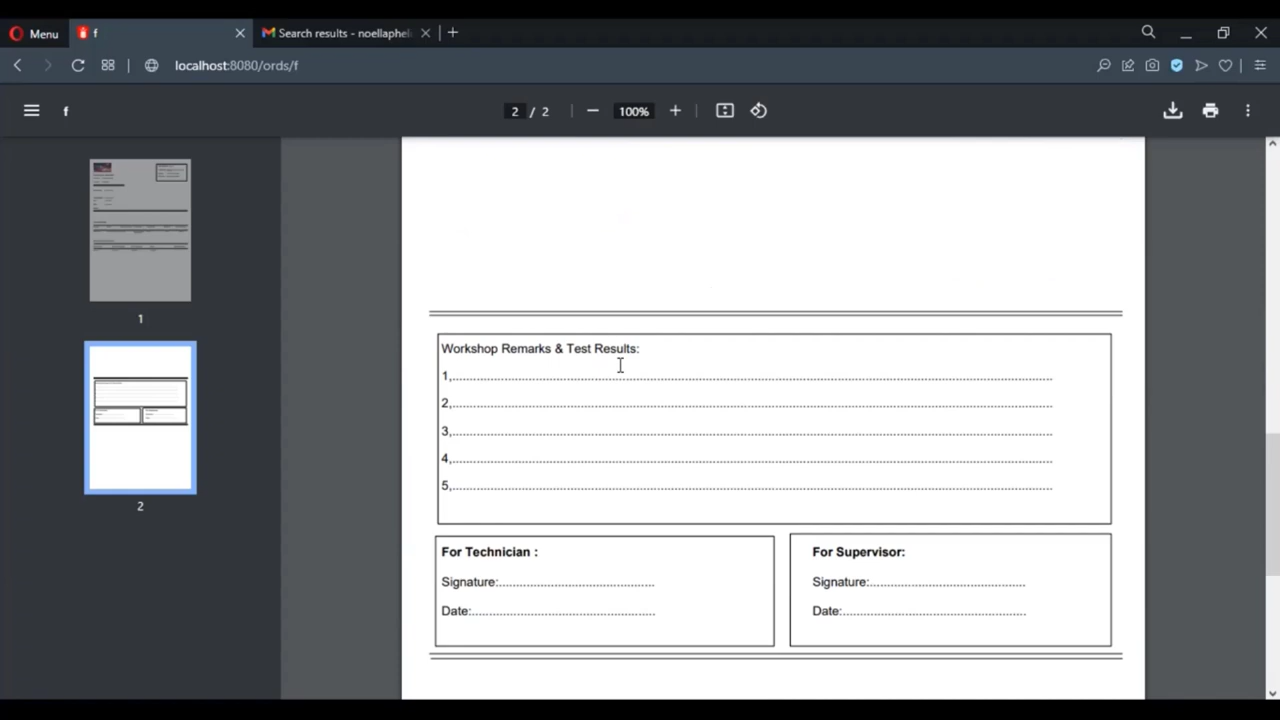 Menu
f
Search results - noellaphel
localhost:8080/ords/f
f
2 / 2
100%
1
2
Workshop Remarks & Test Results:
1,....................................................................................................
2,....................................................................................................
3,....................................................................................................
4,....................................................................................................
5,....................................................................................................
For Technician :
Signature:..........................................
Date:..........................................
For Supervisor:
Signature:..........................................
Date:..........................................